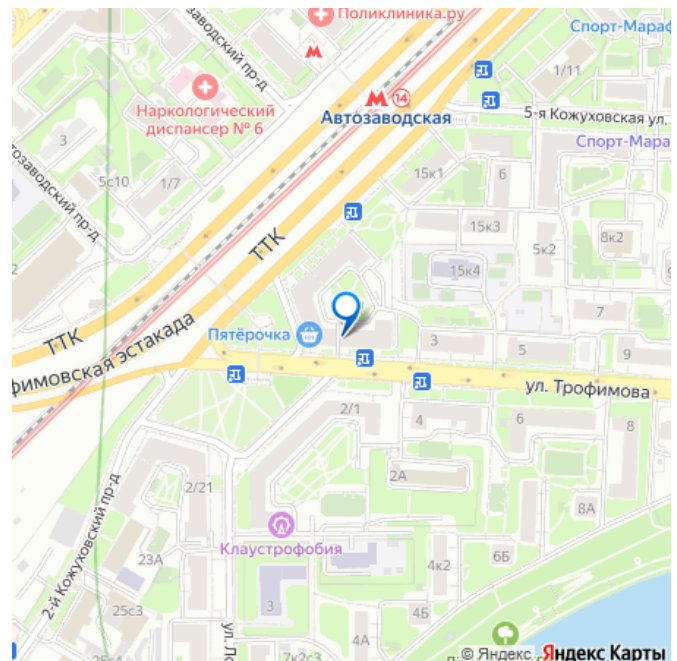 Поликлиника.ру
Спорт-Мараф
заводский пр-д
Наркологический
диспансер № 6
14
Автозаводская
1/11
5-я Кожуховская ул.
Спорт-Мара
3
5с10
1/7
тозаводский пр-д
15к1
6
15к3
5к2
8к2
9
15к4
ТТК
ТТК
7
Пятёрочка
3
5
9
фимовская эстакада
ул. Трофимова
2/1
4
6
8
2А
2/21
8А
Клаустрофобия
2-й Кожуховский пр-д
23А
4к2
6Б
25с3
3
4Б
ул. Ло
7к2с3
4А
© Яндекс
Яндекс Карты